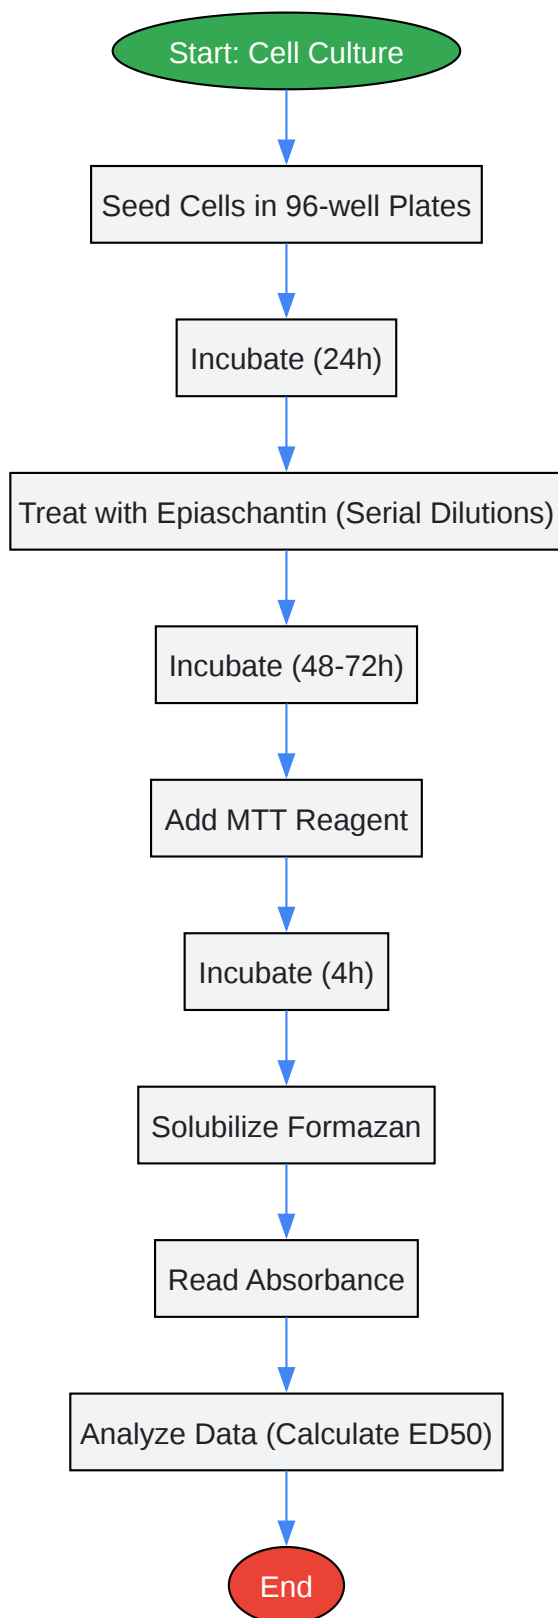 Start: Cell Culture
Seed Cells in 96-well Plates
Incubate (24h)
Treat with Epiaschantin (Serial Dilutions)
Incubate (48-72h)
Add MTT Reagent
Incubate (4h)
Solubilize Formazan
Read Absorbance
Analyze Data (Calculate ED50)
End